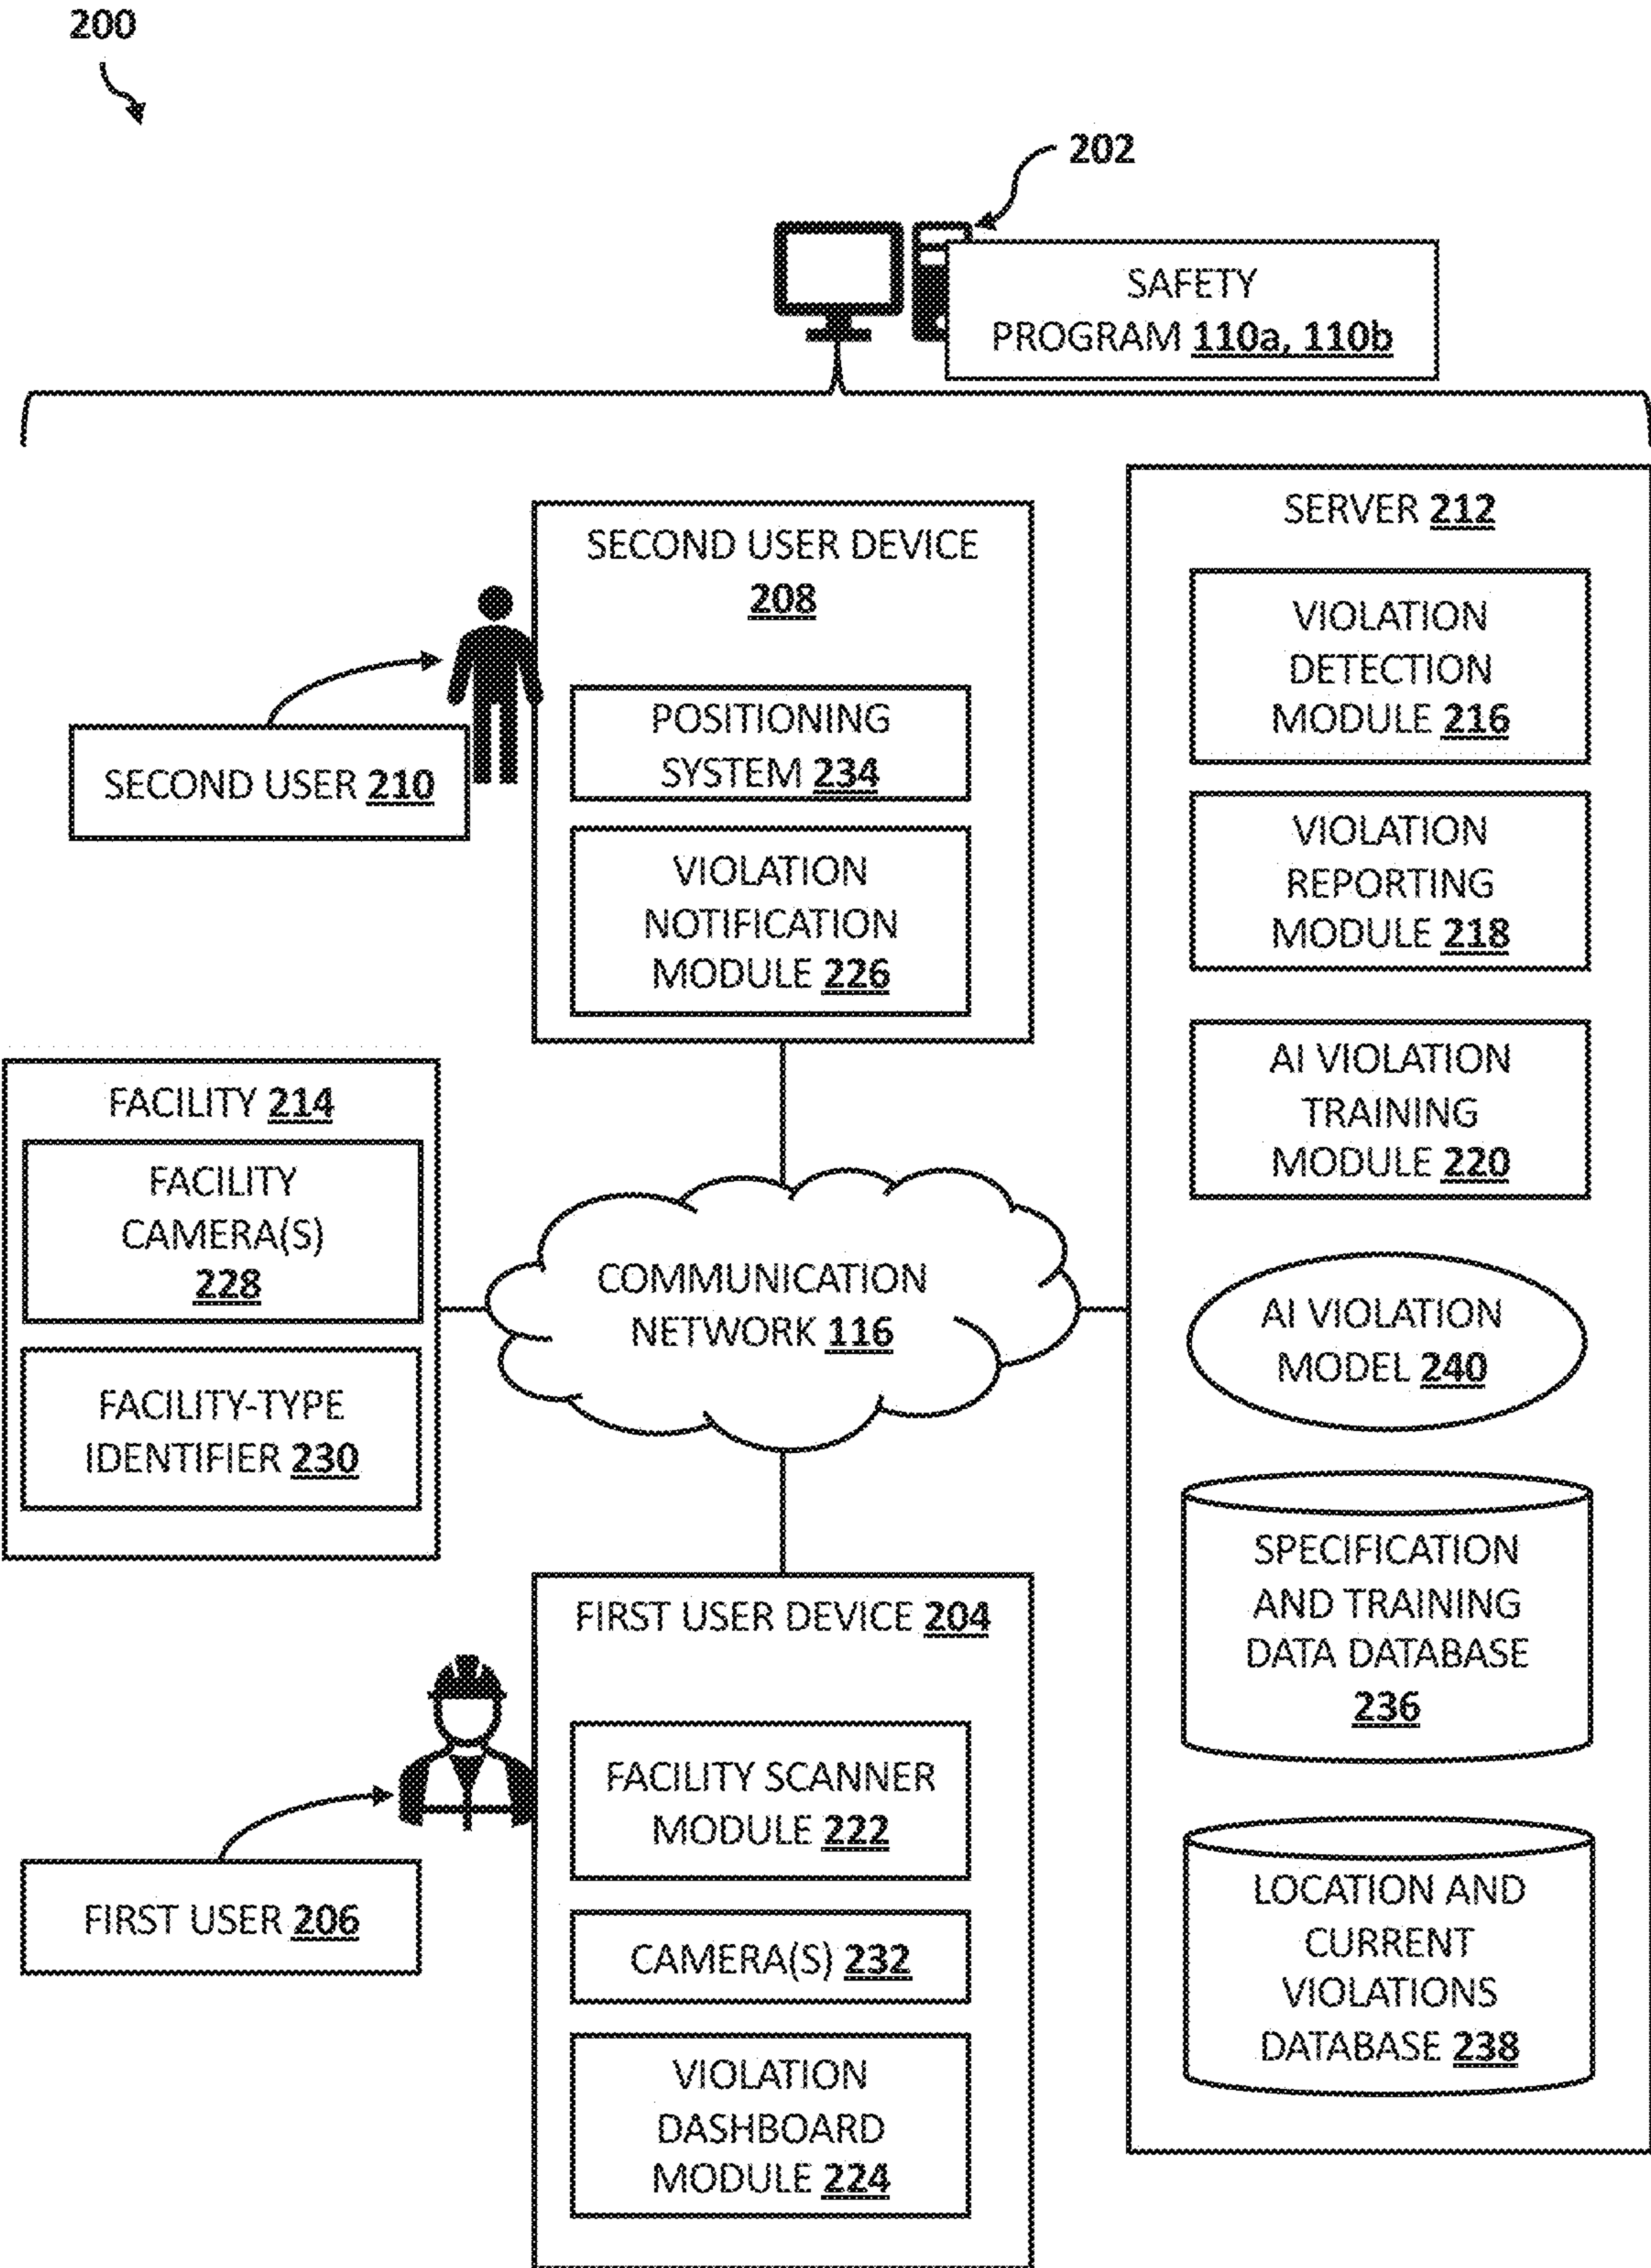 200
202
SAFETY
PROGRAM 110a, 110b
SECOND USER DEVICE
208
POSITIONING
SYSTEM 234
VIOLATION
NOTIFICATION
MODULE 226
SECOND USER 210
SERVER 212
VIOLATION
DETECTION
MODULE 216
VIOLATION
REPORTING
MODULE 218
AI VIOLATION
TRAINING
MODULE 220
AI VIOLATION
MODEL 240
SPECIFICATION
AND TRAINING
DATA DATABASE
236
LOCATION AND
CURRENT
VIOLATIONS
DATABASE 238
FACILITY 214
FACILITY
CAMERA(S)
228
FACILITY-TYPE
IDENTIFIER 230
COMMUNICATION
NETWORK 116
FIRST USER DEVICE 204
FACILITY SCANNER
MODULE 222
CAMERA(S) 232
VIOLATION
DASHBOARD
MODULE 224
FIRST USER 206